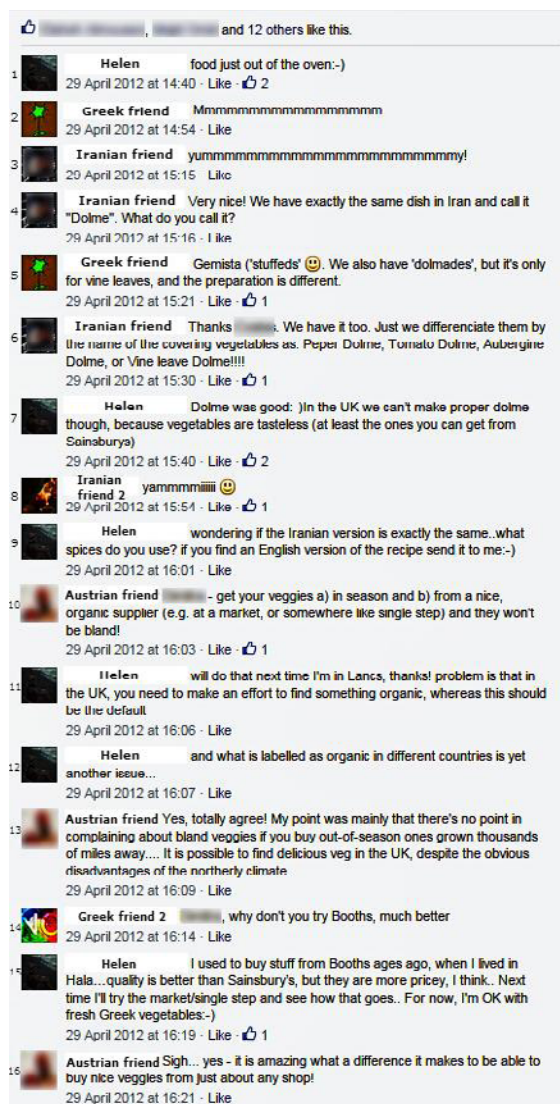 and 12 others like this.
1
Helen food just out of the oven:-)
29 April 2012 at 14:40 · Like · 2
2
Greek friend Mmmmmmmmmmmmmmmmmm
29 April 2012 at 14:54 · Like
3
Iranian friend yummmmmmmmmmmmmmmmmmmmmmmmy!
29 April 2012 at 15:15 Like
4
Iranian friend Very nice! We have exactly the same dish in Iran and call it
"Dolme". What do you call it?
29 April 2012 at 15:16 · Like
5
Greek friend Gemista ('stuffeds' 🙂. We also have 'dolmades', but it's only
for vine leaves, and the preparation is different.
29 April 2012 at 15:21 · Like · 1
6
Iranian friend Thanks . We have it too. Just we differenciate them by
the name of the covering vegetables as. Peper Dolme, Tomato Dolme, Aubergine
Dolme, or Vine leave Dolme!!!!
29 April 2012 at 15:30 · Like · 1
7
Helen Dolme was good: )In the UK we can't make proper dolme
though, because vegetables are tasteless (at least the ones you can get from
Sainsburys)
29 April 2012 at 15:40 · Like · 2
8
Iranian
friend 2 yammmmiiiiii 🙂
29 April 2012 at 15:54 · Like · 1
9
Helen wondering if the Iranian version is exactly the same..what
spices do you use? if you find an English version of the recipe send it to me:-)
29 April 2012 at 16:01 · Like
10
Austrian friend - get your veggies a) in season and b) from a nice,
organic supplier (e.g. at a market, or somewhere like single step) and they won't
be bland!
29 April 2012 at 16:03 · Like · 1
11
Helen will do that next time I'm in Lancs, thanks! problem is that in
the UK, you need to make an effort to find something organic, whereas this should
be the default
29 April 2012 at 16:06 · Like
12
Helen and what is labelled as organic in different countries is yet
another issue...
29 April 2012 at 16:07 · Like
13
Austrian friend Yes, totally agree! My point was mainly that there's no point in
complaining about bland veggies if you buy out-of-season ones grown thousands
of miles away.... It is possible to find delicious veg in the UK, despite the obvious
disadvantages of the northerly climate
29 April 2012 at 16:09 · Like
14
Greek friend 2 , why don't you try Booths, much better
29 April 2012 at 16:14 · Like
15
Helen I used to buy stuff from Booths ages ago, when I lived in
Hala...quality is better than Sainsbury's, but they are more pricey, I think.. Next
time I'll try the market/single step and see how that goes.. For now, I'm OK with
fresh Greek vegetables:-)
29 April 2012 at 16:19 · Like · 1
16
Austrian friend Sigh... yes - it is amazing what a difference it makes to be able to
buy nice veggies from just about any shop!
29 April 2012 at 16:21 · Like